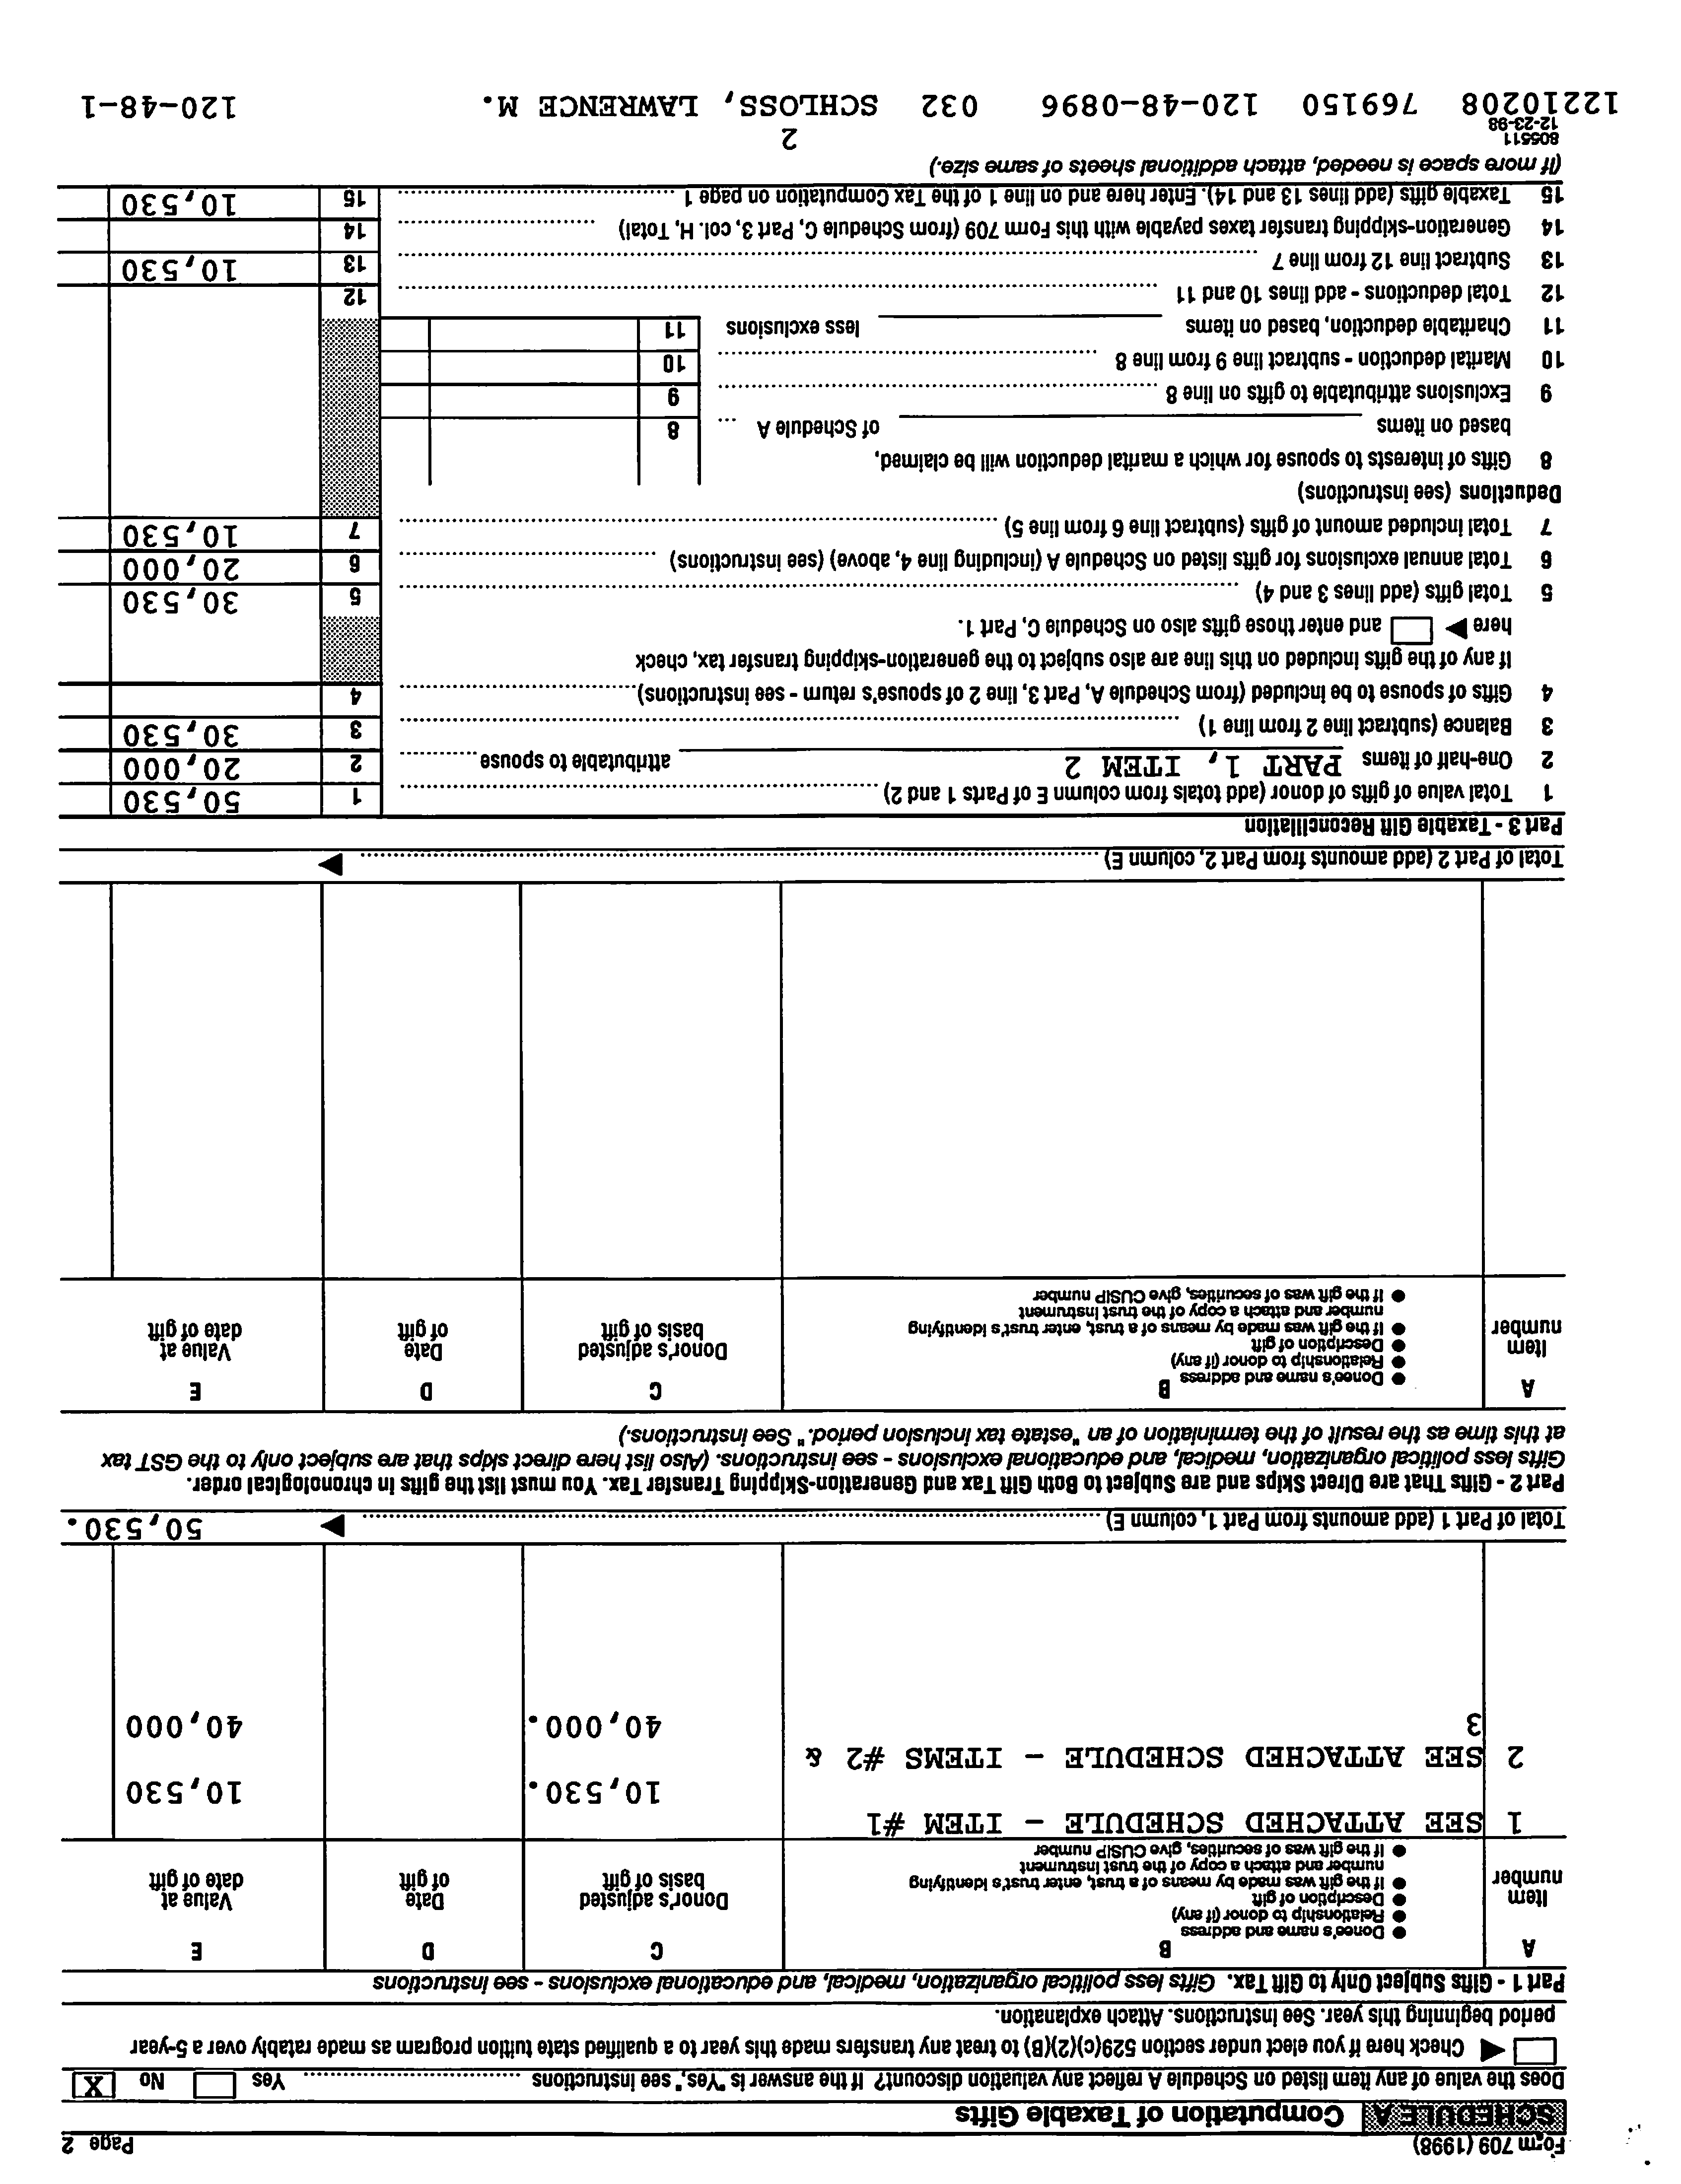 Form 709 (1998) Page 2
SCHEDULE A Computation of Taxable Gifts
Does the value of any item listed on Schedule A reflect any valuation discount? If the answer is "Yes," see instructions Yes No X
Check here if you elect under section 529(c)(2)(B) to treat any transfers made this year to a qualified state tuition program as made ratably over a 5-year
period beginning this year. See instructions. Attach explanation.
Part 1 - Gifts Subject Only to Gift Tax. Gifts less political organization, medical, and educational exclusions - see instructions
A B C D E
Item number
• Donee's name and address
• Relationship to donor (if any)
• Description of gift
• If the gift was made by means of a trust, enter trust's identifying
number and attach a copy of the trust instrument
• If the gift was of securities, give CUSIP number
Donor's adjusted basis of gift
Date of gift
Value at date of gift
1 SEE ATTACHED SCHEDULE - ITEM #1
10,530. 10,530
2 SEE ATTACHED SCHEDULE - ITEMS #2 &
3 40,000. 40,000
Total of Part 1 (add amounts from Part 1, column E) 50,530.
Part 2 - Gifts That are Direct Skips and are Subject to Both Gift Tax and Generation-Skipping Transfer Tax. You must list the gifts in chronological order.
Gifts less political organization, medical, and educational exclusions - see instructions. (Also list here direct skips that are subject only to the GST tax
at this time as the result of the termination of an "estate tax inclusion period." See instructions.)
A B C D E
Item number
• Donee's name and address
• Relationship to donor (if any)
• Description of gift
• If the gift was made by means of a trust, enter trust's identifying
number and attach a copy of the trust instrument
• If the gift was of securities, give CUSIP number
Donor's adjusted basis of gift
Date of gift
Value at date of gift
Total of Part 2 (add amounts from Part 2, column E)
Part 3 - Taxable Gift Reconciliation
1 Total value of gifts of donor (add totals from column E of Parts 1 and 2) 1 50,530
2 One-half of items PART 1, ITEM 2 attributable to spouse 2 20,000
3 Balance (subtract line 2 from line 1) 3 30,530
4 Gifts of spouse to be included (from Schedule A, Part 3, line 2 of spouse's return - see instructions) 4
If any of the gifts included on this line are also subject to the generation-skipping transfer tax, check
here and enter those gifts also on Schedule C, Part 1.
5 Total gifts (add lines 3 and 4) 5 30,530
6 Total annual exclusions for gifts listed on Schedule A (including line 4, above) (see instructions) 6 20,000
7 Total included amount of gifts (subtract line 6 from line 5) 7 10,530
Deductions (see instructions)
8 Gifts of interests to spouse for which a marital deduction will be claimed,
based on items of Schedule A 8
9 Exclusions attributable to gifts on line 8 9
10 Marital deduction - subtract line 9 from line 8 10
11 Charitable deduction, based on items less exclusions 11
12 Total deductions - add lines 10 and 11 12
13 Subtract line 12 from line 7 13 10,530
14 Generation-skipping transfer taxes payable with this Form 709 (from Schedule C, Part 3, col. H, Total) 14
15 Taxable gifts (add lines 13 and 14). Enter here and on line 1 of the Tax Computation on page 1 15 10,530
(If more space is needed, attach additional sheets of same size.)
805511
12-23-98
2
12210208 769150 120-48-0896 032 SCHLOSS, LAWRENCE M. 120-48-1